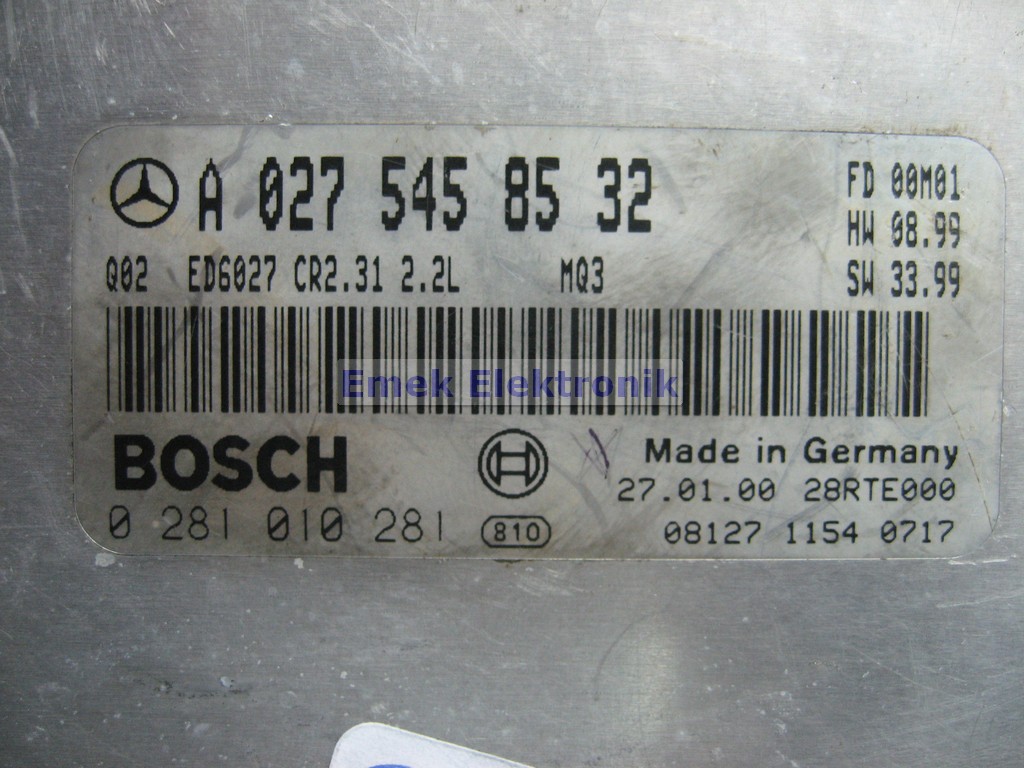 A 027 545 85 32
FD 00M01
HW 08.99
Q02 ED6027 CR2.31 2.2L MQ3
SW 33.99
Emek Elektronik
BOSCH
Made in Germany
27.01.00 28RTE000
0 281 010 281 810
08127 1154 0717